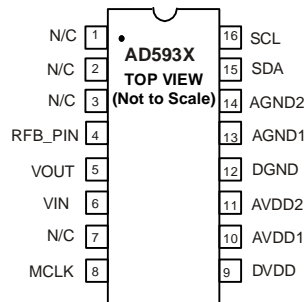 AD593X
TOP VIEW
(Not to Scale)
N/C 1
N/C 2
N/C 3
RFB_PIN 4
VOUT 5
VIN 6
N/C 7
MCLK 8
16 SCL
15 SDA
14 AGND2
13 AGND1
12 DGND
11 AVDD2
10 AVDD1
9 DVDD